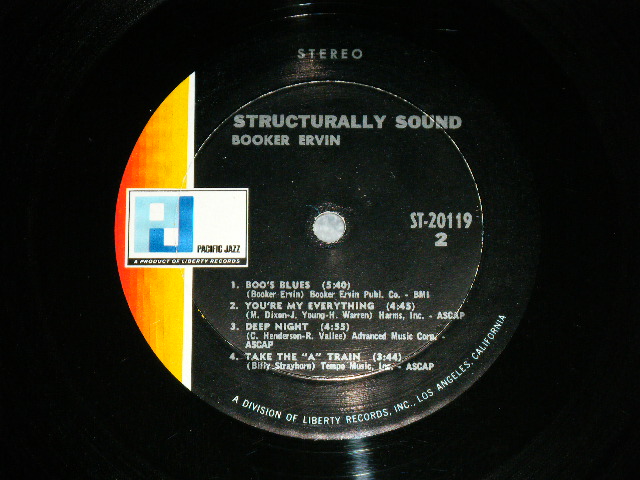 STEREO
STRUCTURALLY SOUND
BOOKER ERVIN
PJ
PACIFIC JAZZ
A PRODUCT OF LIBERTY RECORDS
ST-20119
2
1. BOO'S BLUES (5:40)
(Booker Ervin) Booker Ervin Publ. Co. - BMI
2. YOU'RE MY EVERYTHING (4:45)
(M. Dixon-J. Young-H. Warren) Harms, Inc. - ASCAP
3. DEEP NIGHT (4:55)
(C. Henderson-R. Vallee) Advanced Music Corp. -
ASCAP
4. TAKE THE "A" TRAIN (3:44)
(Billy Strayhorn) Tempo Music, Inc. - ASCAP
A DIVISION OF LIBERTY RECORDS, INC., LOS ANGELES, CALIFORNIA